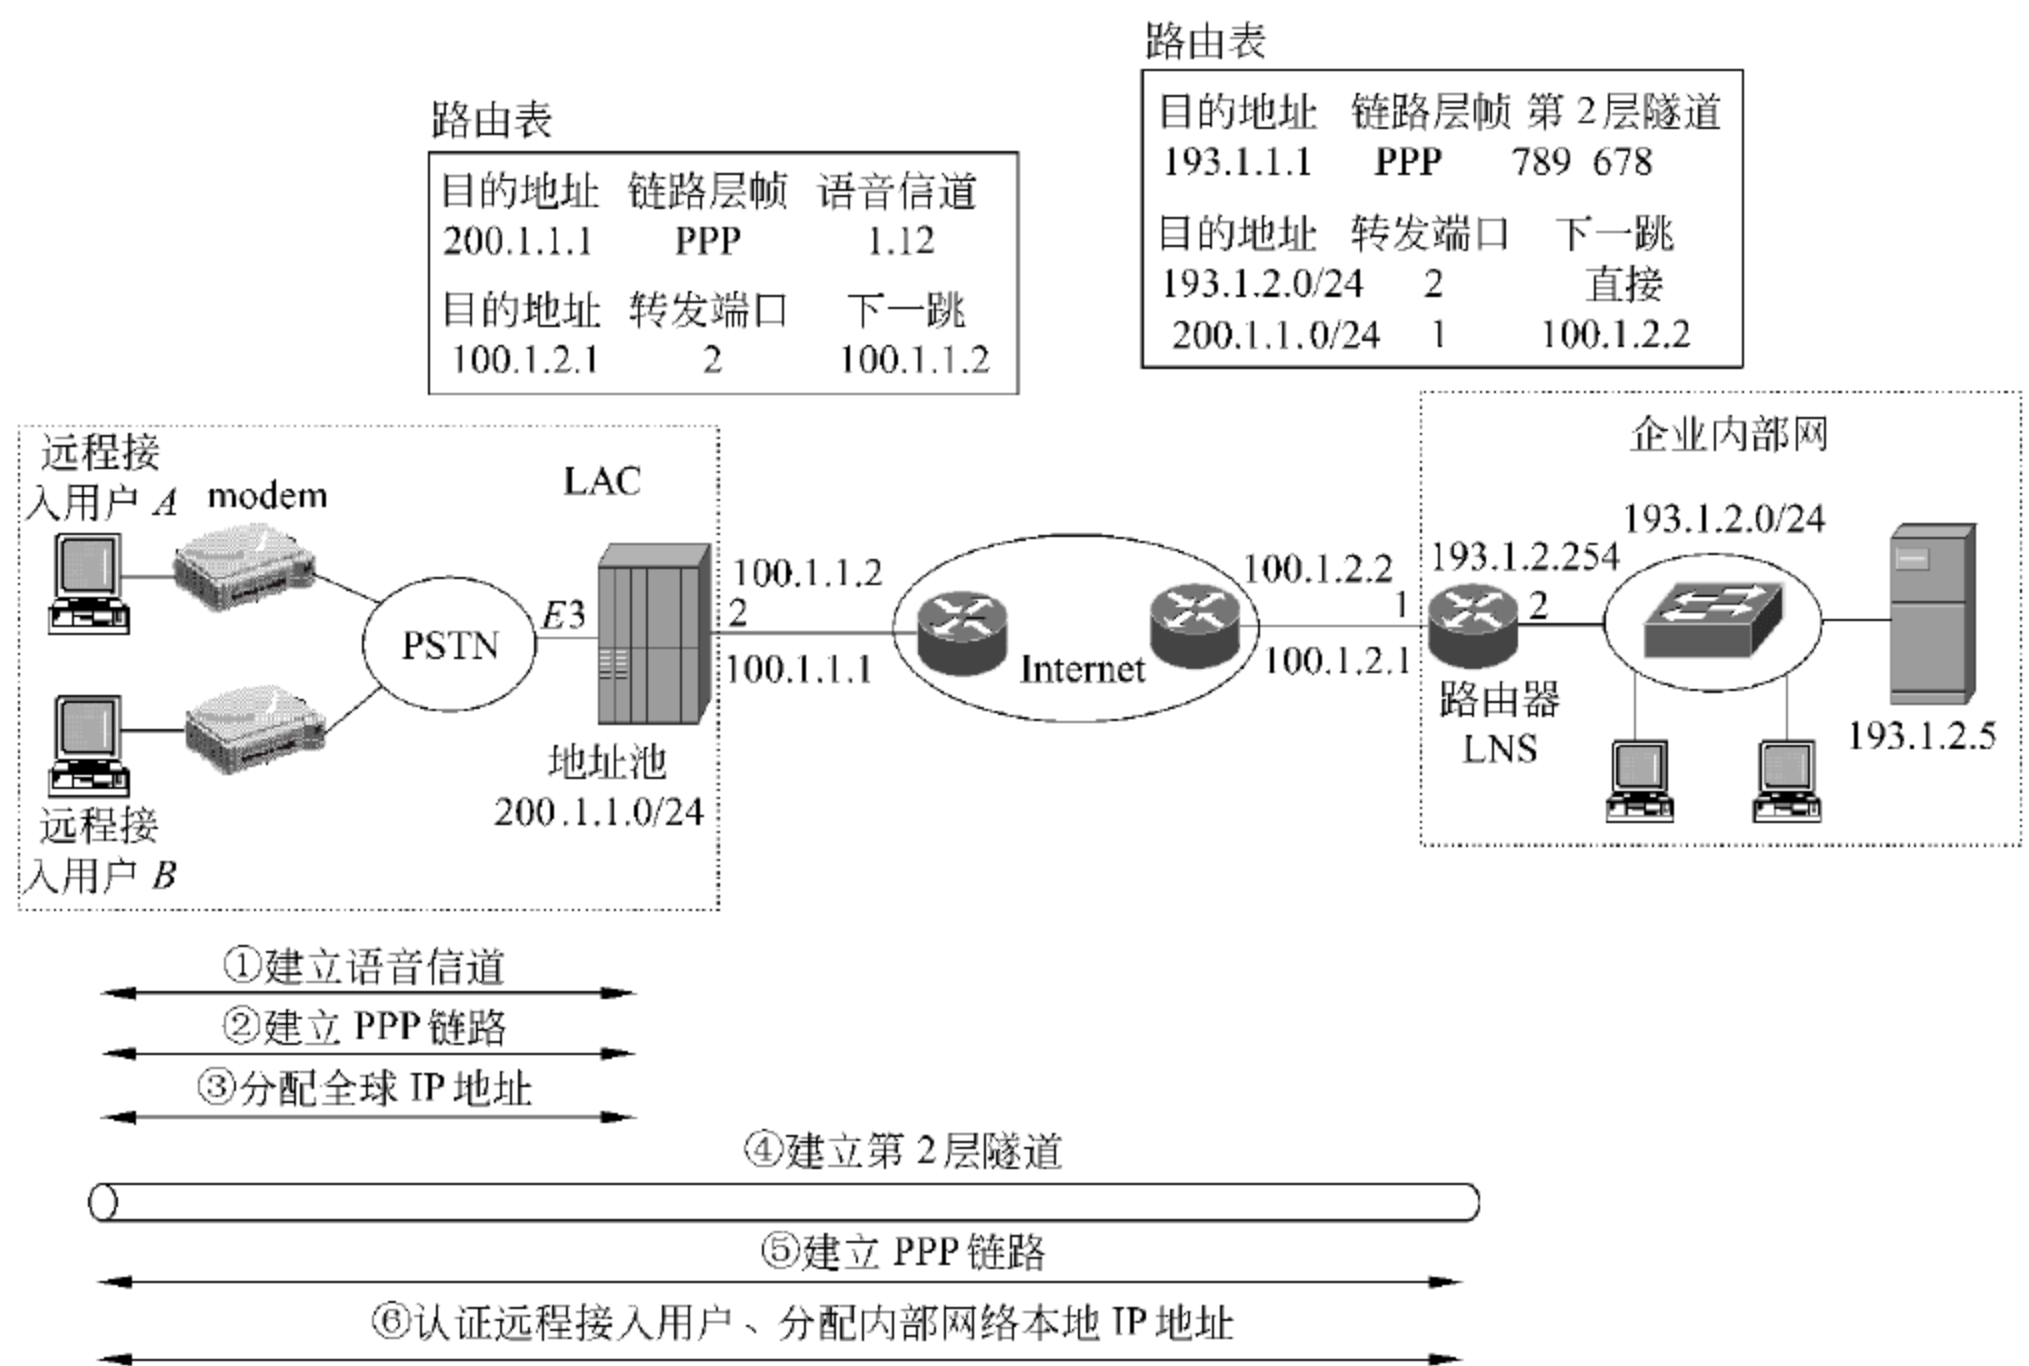 路由表
目的地址 链路层帧 第 2 层隧道
193.1.1.1 PPP 789 678
目的地址 转发端口 下一跳
193.1.2.0/24 2 直接
200.1.1.0/24 1 100.1.2.2
路由表
目的地址 链路层帧 语音信道
200.1.1.1 PPP 1.12
目的地址 转发端口 下一跳
100.1.2.1 2 100.1.1.2
远程接
入用户 A
modem
LAC
PSTN
E3
100.1.1.2
2
100.1.1.1
地址池
200.1.1.0/24
远程接
入用户 B
Internet
100.1.2.2
1
100.1.2.1
企业内部网
193.1.2.0/24
193.1.2.254
2
路由器
LNS
193.1.2.5
①建立语音信道
②建立 PPP 链路
③分配全球 IP 地址
④建立第 2 层隧道
⑤建立 PPP 链路
⑥认证远程接入用户、分配内部网络本地 IP 地址